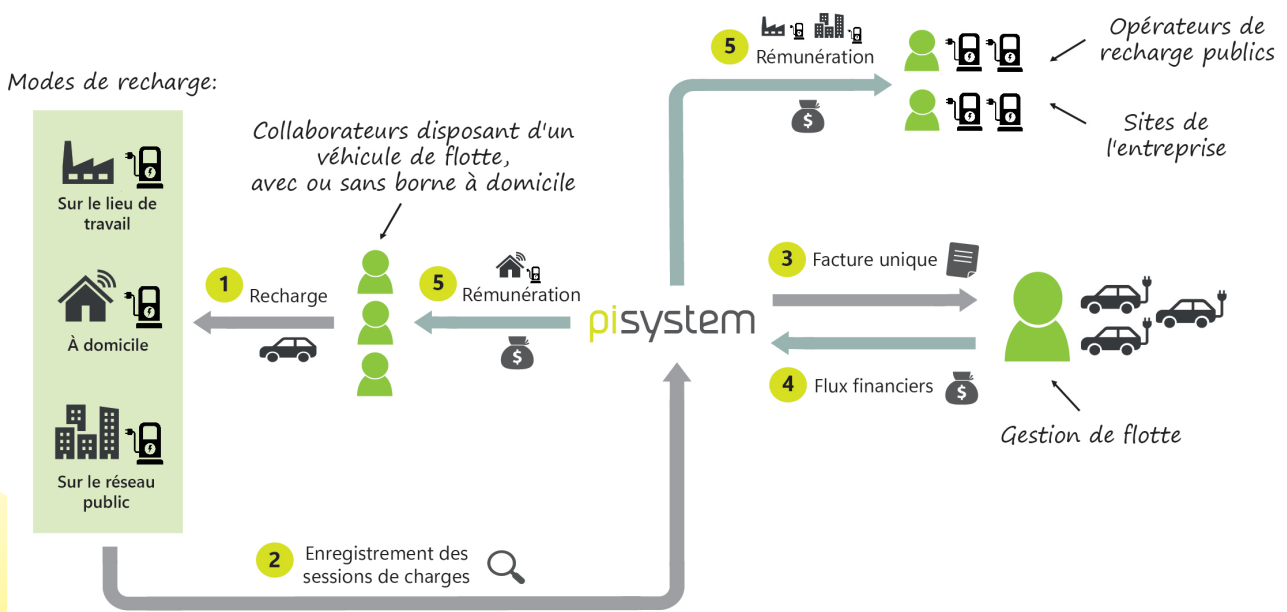 Modes de recharge:
Sur le lieu de
travail
À domicile
Sur le réseau
public
Collaborateurs disposant d'un
véhicule de flotte,
avec ou sans borne à domicile
1
Recharge
5
Rémunération
$
pisystem
5
Rémunération
$
Opérateurs de
recharge publics
Sites de
l'entreprise
3
Facture unique
4
Flux financiers
$
Gestion de flotte
2
Enregistrement des
sessions de charges